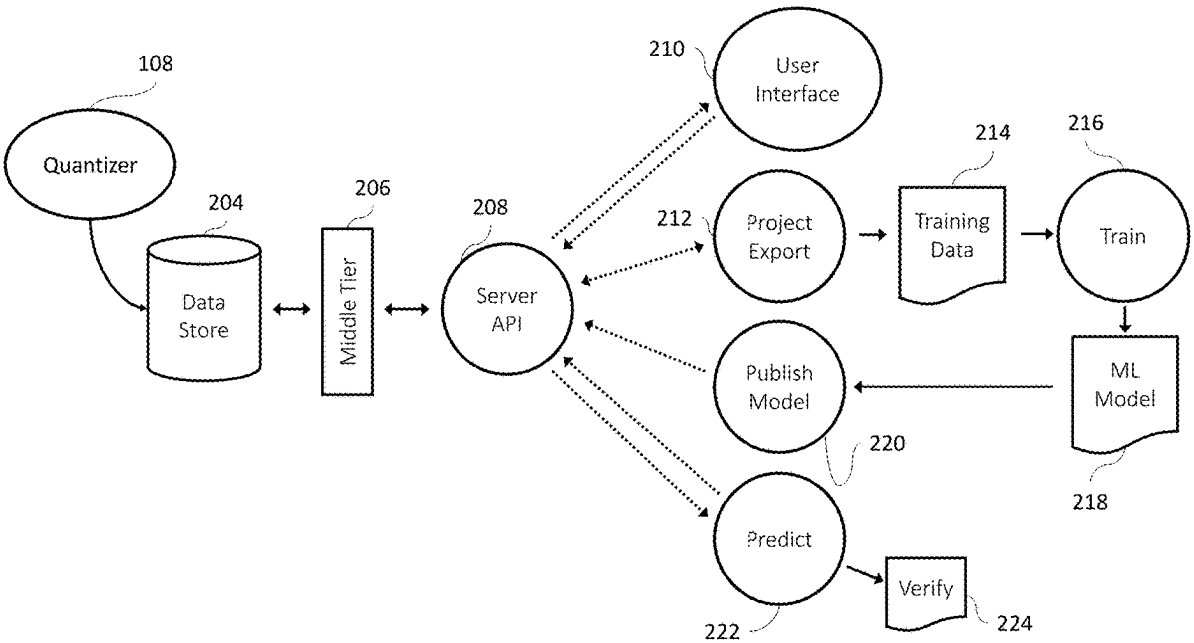 108
Quantizer
204
Data
Store
206
Middle Tier
208
Server
API
210
User
Interface
212
Project
Export
214
Training
Data
216
Train
Publish
Model
220
ML
Model
218
Predict
222
Verify
224